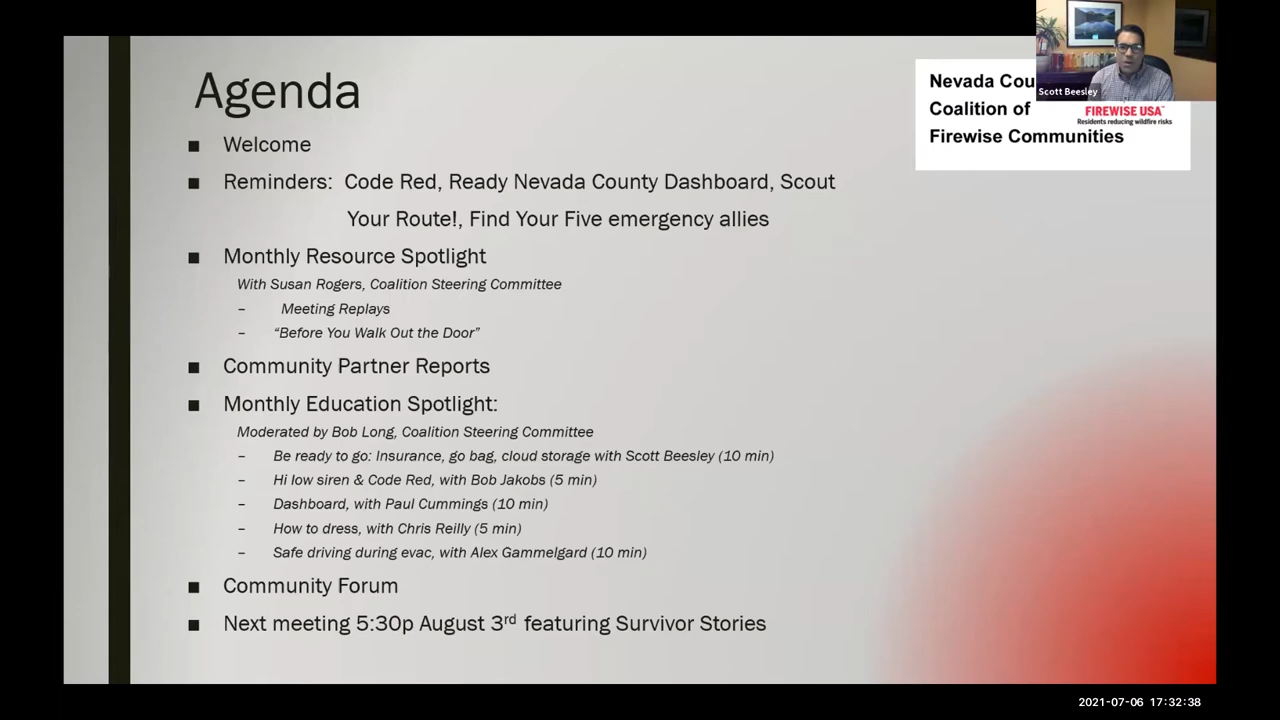 Agenda
■ Welcome
■ Reminders: Code Red, Ready Nevada County Dashboard, Scout
Your Route!, Find Your Five emergency allies
■ Monthly Resource Spotlight
With Susan Rogers, Coalition Steering Committee
– Meeting Replays
– “Before You Walk Out the Door”
■ Community Partner Reports
■ Monthly Education Spotlight:
Moderated by Bob Long, Coalition Steering Committee
– Be ready to go: Insurance, go bag, cloud storage with Scott Beesley (10 min)
– Hi low siren & Code Red, with Bob Jakobs (5 min)
– Dashboard, with Paul Cummings (10 min)
– How to dress, with Chris Reilly (5 min)
– Safe driving during evac, with Alex Gammelgard (10 min)
■ Community Forum
■ Next meeting 5:30p August 3rd featuring Survivor Stories
Nevada Cou
Coalition of
Firewise Communities
FIREWISE USA™
Residents reducing wildfire risks
Scott Beesley
2021-07-06 17:32:38